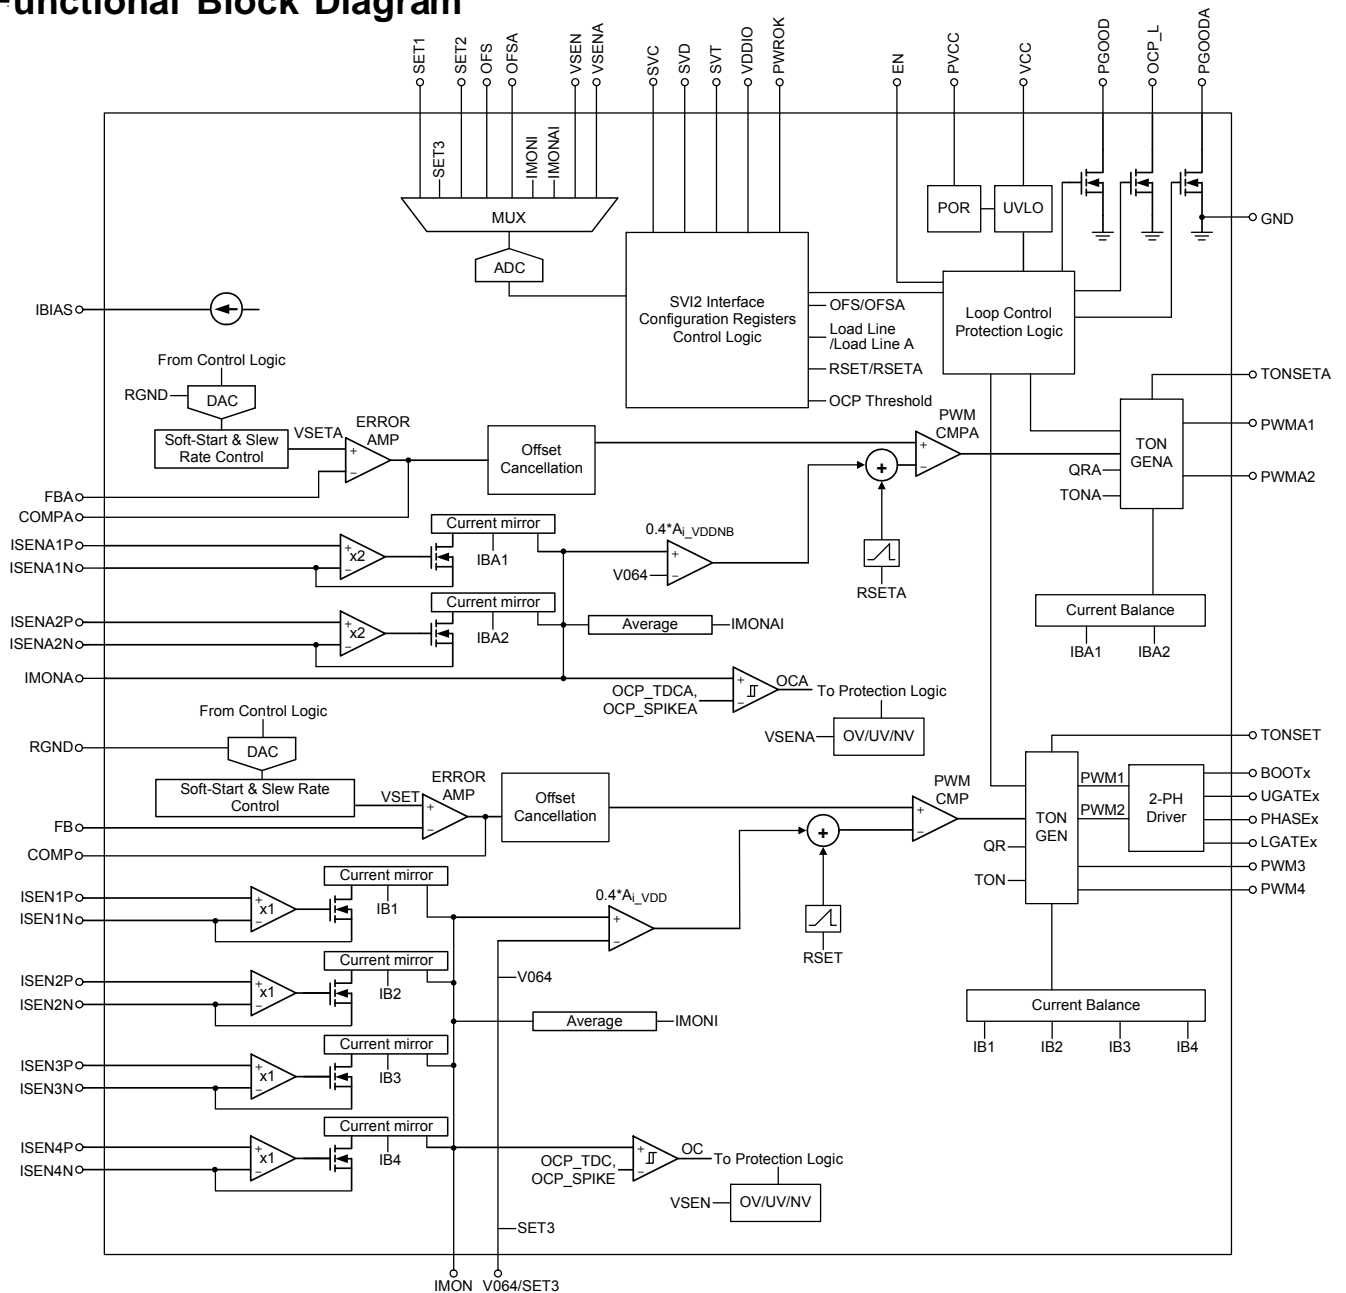 Functional Block Diagram
SET1
SET2
OFS
OFSA
VSEN
VSENA
SVC
SVD
SVT
VDDIO
PWROK
EN
PVCC
VCC
PGOOD
OCP_L
PGOODA
SET3
IMONI
IMONAI
MUX
ADC
POR
UVLO
GND
IBIAS
SVI2 Interface
Configuration Registers
Control Logic
OFS/OFSA
Load Line
/Load Line A
RSET/RSETA
OCP Threshold
Loop Control
Protection Logic
From Control Logic
RGND
DAC
Soft-Start & Slew
Rate Control
VSETA
ERROR
AMP
+
−
Offset
Cancellation
PWM
CMPA
+
−
+
TONSETA
PWMA1
PWMA2
TON
GENA
QRA
TONA
FBA
COMPA
ISENA1P
ISENA1N
+
−
x2
Current mirror
IBA1
0.4*Ai_VDDNB
+
−
V064
RSETA
ISENA2P
ISENA2N
+
−
x2
Current mirror
IBA2
Average
IMONAI
Current Balance
IBA1
IBA2
IMONA
OCP_TDCA,
OCP_SPIKEA
+
−
OCA
To Protection Logic
VSENA
OV/UV/NV
From Control Logic
RGND
DAC
Soft-Start & Slew Rate
Control
VSET
ERROR
AMP
+
−
Offset
Cancellation
PWM
CMP
+
−
+
TONSET
BOOTx
UGATEx
PHASEx
LGATEx
PWM3
PWM4
PWM1
PWM2
2-PH
Driver
TON
GEN
QR
TON
FB
COMP
ISEN1P
ISEN1N
+
−
x1
Current mirror
IB1
0.4*Ai_VDD
+
−
RSET
V064
ISEN2P
ISEN2N
+
−
x1
Current mirror
IB2
Average
IMONI
Current Balance
IB1
IB2
IB3
IB4
ISEN3P
ISEN3N
+
−
x1
Current mirror
IB3
ISEN4P
ISEN4N
+
−
x1
Current mirror
IB4
OCP_TDC,
OCP_SPIKE
+
−
OC
To Protection Logic
VSEN
OV/UV/NV
SET3
IMON
V064/SET3